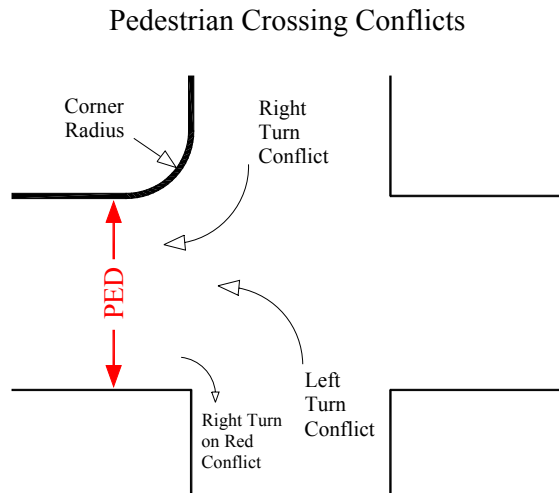 Pedestrian Crossing Conflicts
Corner
Radius
Right
Turn
Conflict
PED
Left
Turn
Conflict
Right Turn
on Red
Conflict